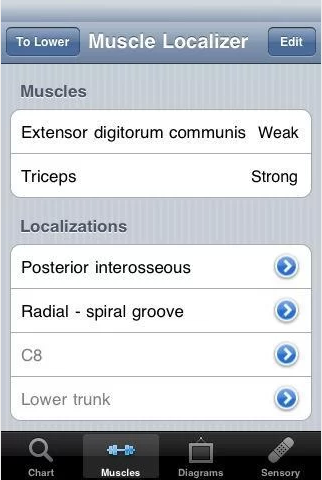 To Lower Muscle Localizer Edit
Muscles
Extensor digitorum communis Weak
Triceps Strong
Localizations
Posterior interosseous
Radial - spiral groove
C8
Lower trunk
Chart Muscles Diagrams Sensory